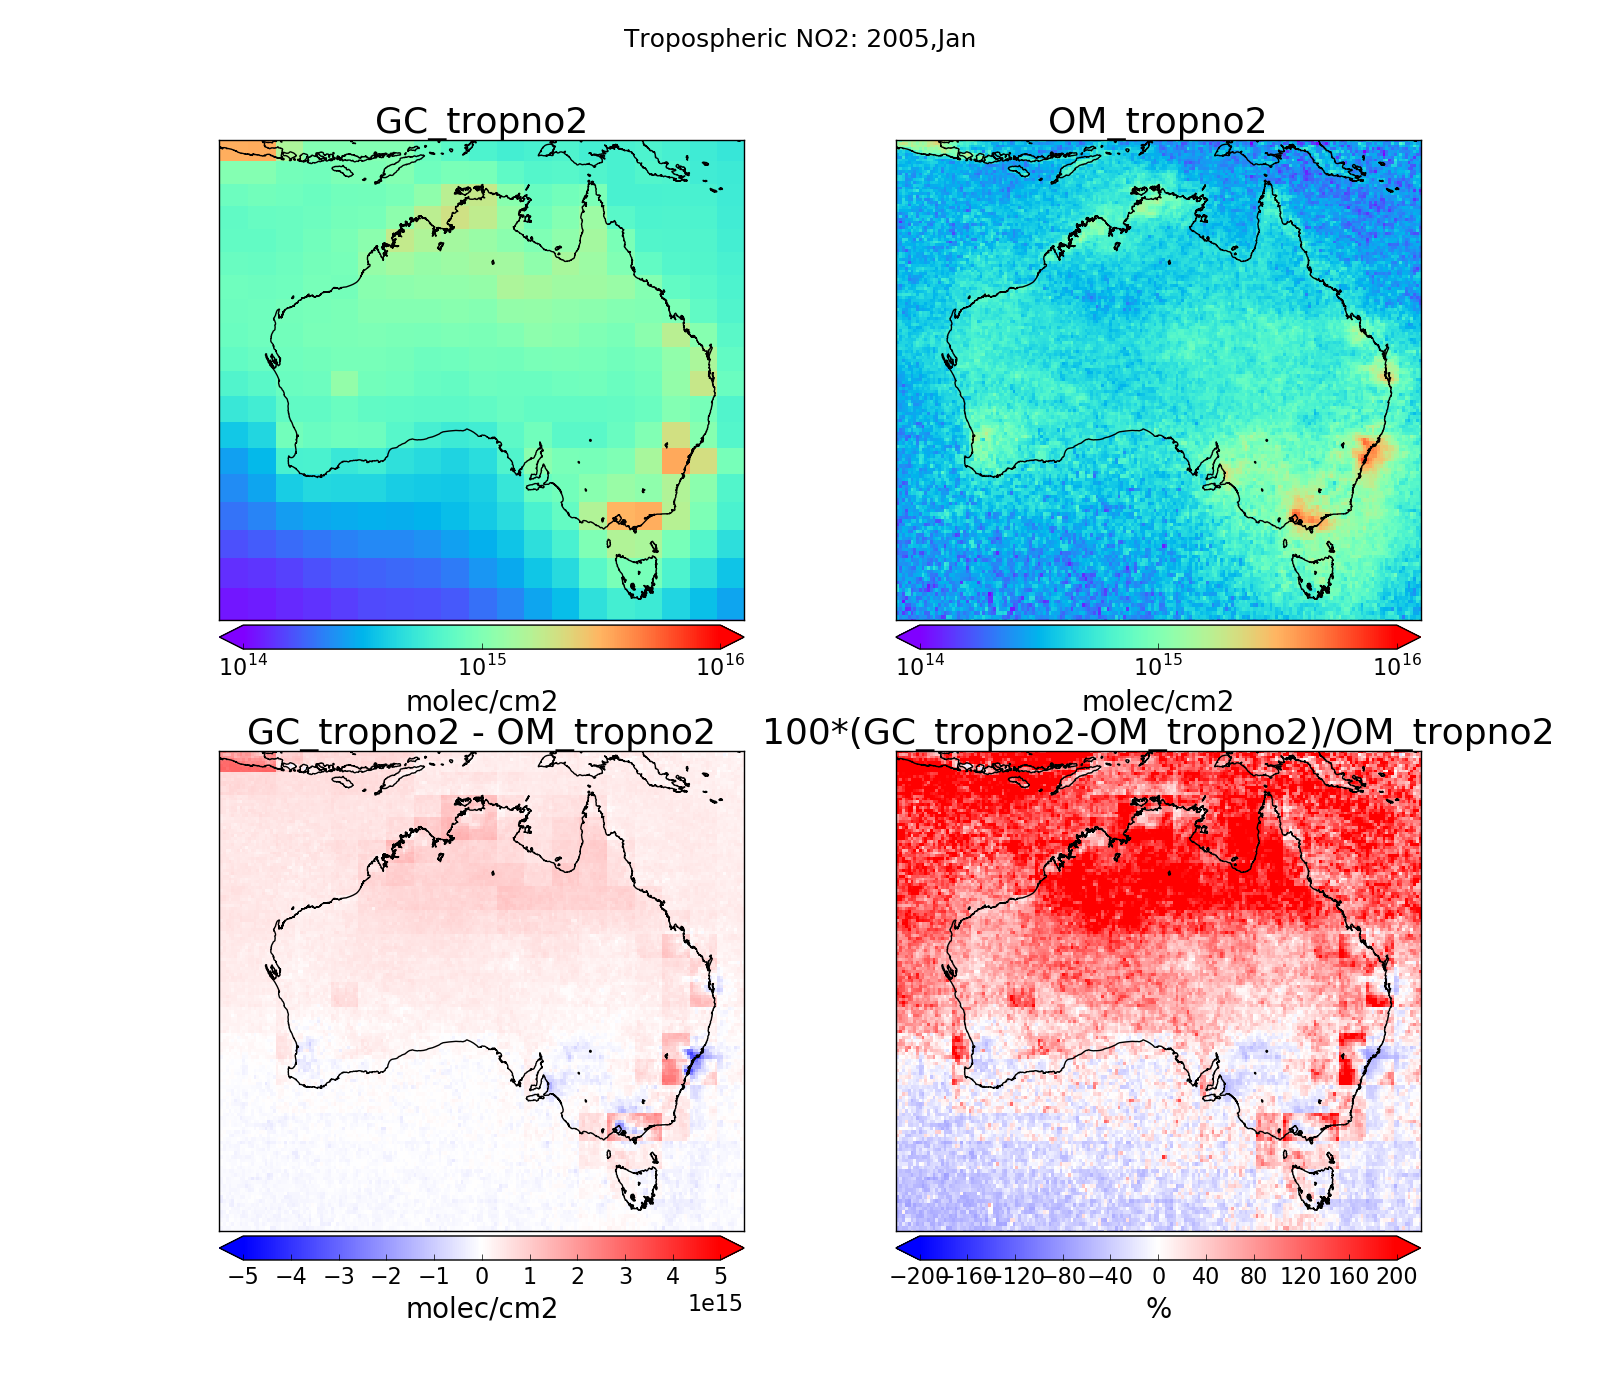 Tropospheric NO2: 2005,Jan
GC_tropno2 OM_tropno2
10^14 10^15 10^16 10^14 10^15 10^16
molec/cm2 molec/cm2
GC_tropno2 - OM_tropno2 100*(GC_tropno2-OM_tropno2)/OM_tropno2
−5 −4 −3 −2 −1 0 1 2 3 4 5 −200 −160 −120 −80 −40 0 40 80 120 160 200
molec/cm2 1e15 %